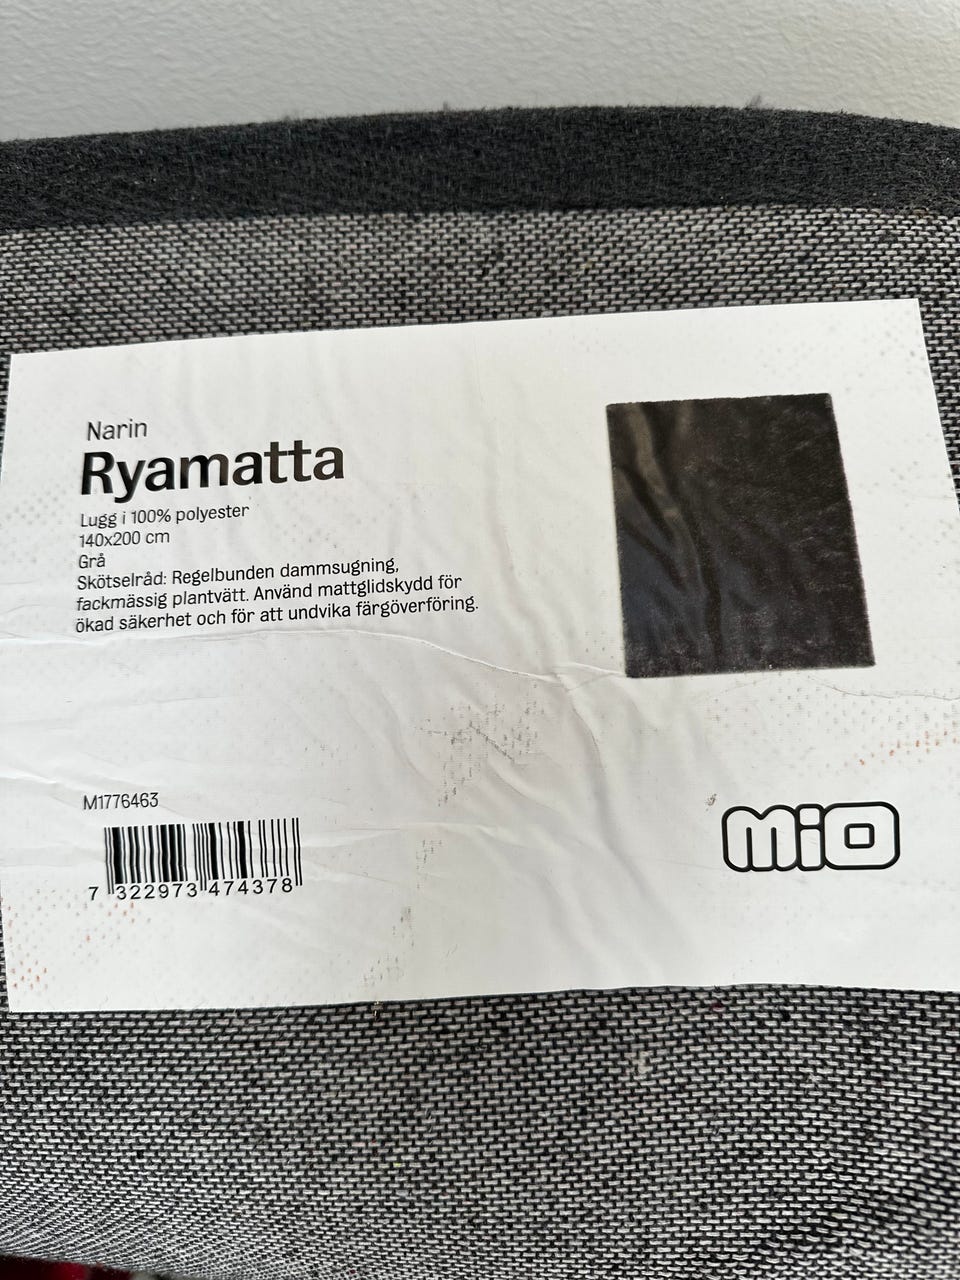 Narin
Ryamatta
Lugg i 100% polyester
140x200 cm
Grå
Skötselråd: Regelbunden dammsugning,
fackmässig plantvätt. Använd mattglidskydd för
ökad säkerhet och för att undvika färgöverföring.
M1776463
7 322973 474378
mio